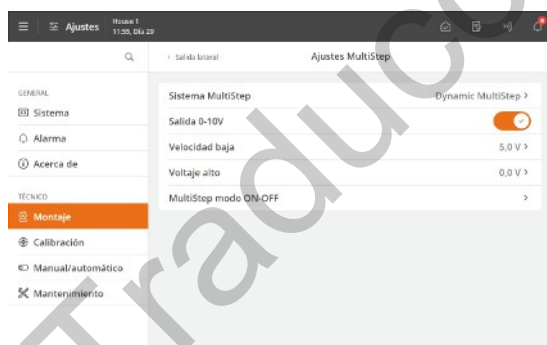 Ajustes
House 1
11:55, Día 29
Salida lateral
Ajustes MultiStep
GENERAL
Sistema
Alarma
Acerca de
TÉCNICO
Montaje
Calibración
Manual/automático
Mantenimiento
Sistema MultiStep Dynamic MultiStep >
Salida 0-10V
Velocidad baja 5,0 V >
Voltaje alto 0,0 V >
MultiStep modo ON-OFF >
Traducc